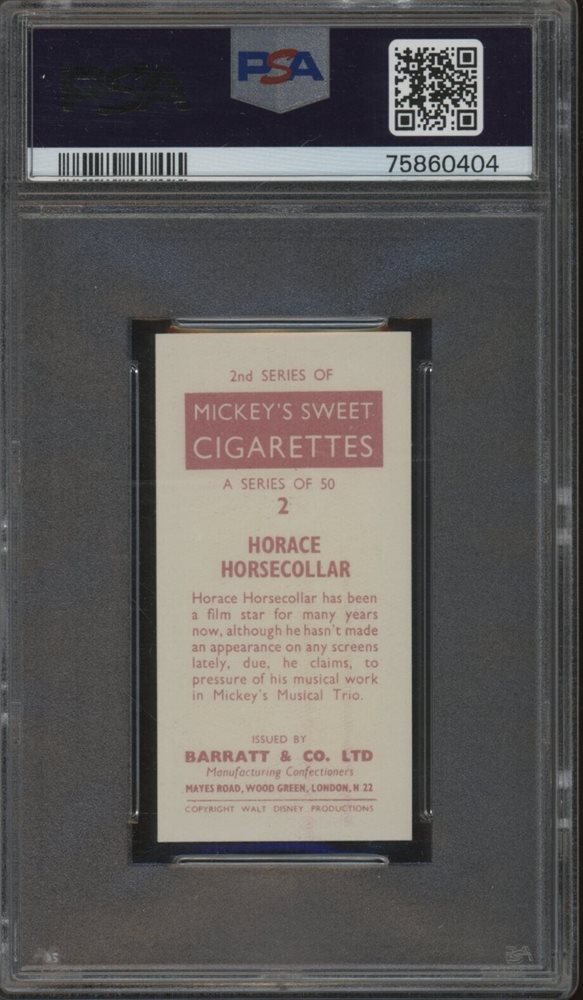 PSA
PSA
75860404
2nd SERIES OF
MICKEY'S SWEET
CIGARETTES
A SERIES OF 50
2
HORACE
HORSECOLLAR
Horace Horsecollar has been
a film star for many years
now, although he hasn't made
an appearance on any screens
lately, due, he claims, to
pressure of his musical work
in Mickey's Musical Trio.
ISSUED BY
BARRATT & CO. LTD
Manufacturing Confectioners
MAYES ROAD, WOOD GREEN, LONDON, N 22
COPYRIGHT WALT DISNEY PRODUCTIONS